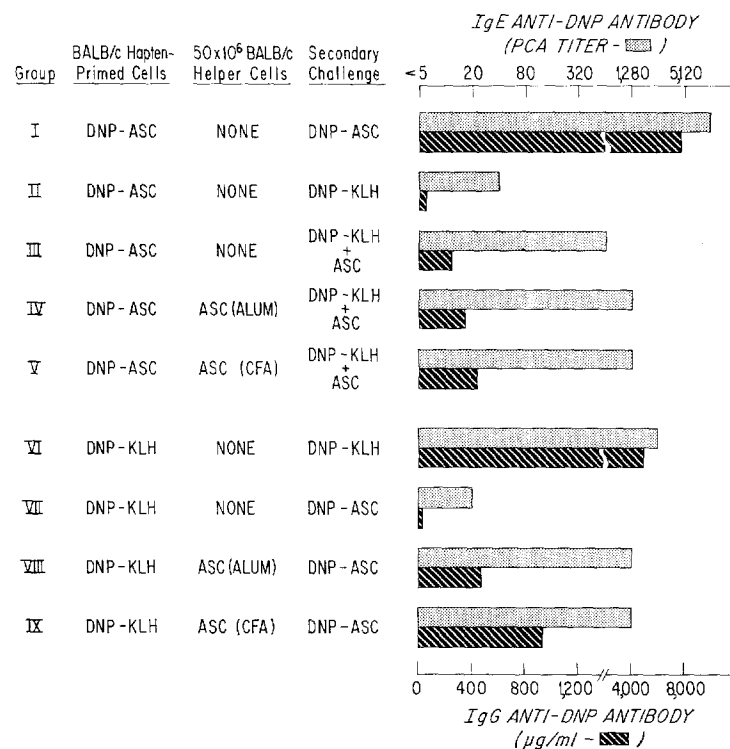 IgE ANTI-DNP ANTIBODY
(PCA TITER - )
BALB/c Hapten- 50x10⁶ BALB/c Secondary
Group Primed Cells Helper Cells Challenge
<5 20 80 320 1,280 5,120
I DNP-ASC NONE DNP-ASC
II DNP-ASC NONE DNP-KLH
III DNP-ASC NONE DNP-KLH + ASC
IV DNP-ASC ASC (ALUM) DNP-KLH + ASC
V DNP-ASC ASC (CFA) DNP-KLH + ASC
VI DNP-KLH NONE DNP-KLH
VII DNP-KLH NONE DNP-ASC
VIII DNP-KLH ASC (ALUM) DNP-ASC
IX DNP-KLH ASC (CFA) DNP-ASC
0 400 800 1,200 4,000 8,000
IgG ANTI-DNP ANTIBODY
(µg/ml - )